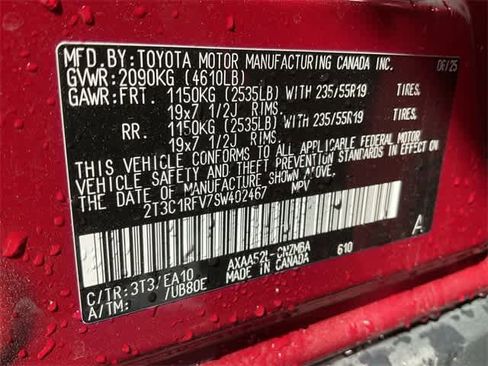 MFD.BY:TOYOTA MOTOR MANUFACTURING CANADA INC. 06/25
GVWR:2090KG (4610LB)
GAWR:FRT. 1150KG (2535LB) WITH 235/55R19 TIRES.
19x7 1/2J RIMS.
RR. 1150KG (2535LB) WITH 235/55R19 TIRES.
19x7 1/2J RIMS.
THIS VEHICLE CONFORMS TO ALL APPLICABLE FEDERAL MOTOR
VEHICLE SAFETY AND THEFT PREVENTION STANDARDS IN
EFFECT ON THE DATE OF MANUFACTURE SHOWN ABOVE.
2T3C1RFV7SW402467 MPV
A
C/TR:3T3/EA10 AXAA52L-CNZMBA 610
A/TM: /UB80E MADE IN CANADA